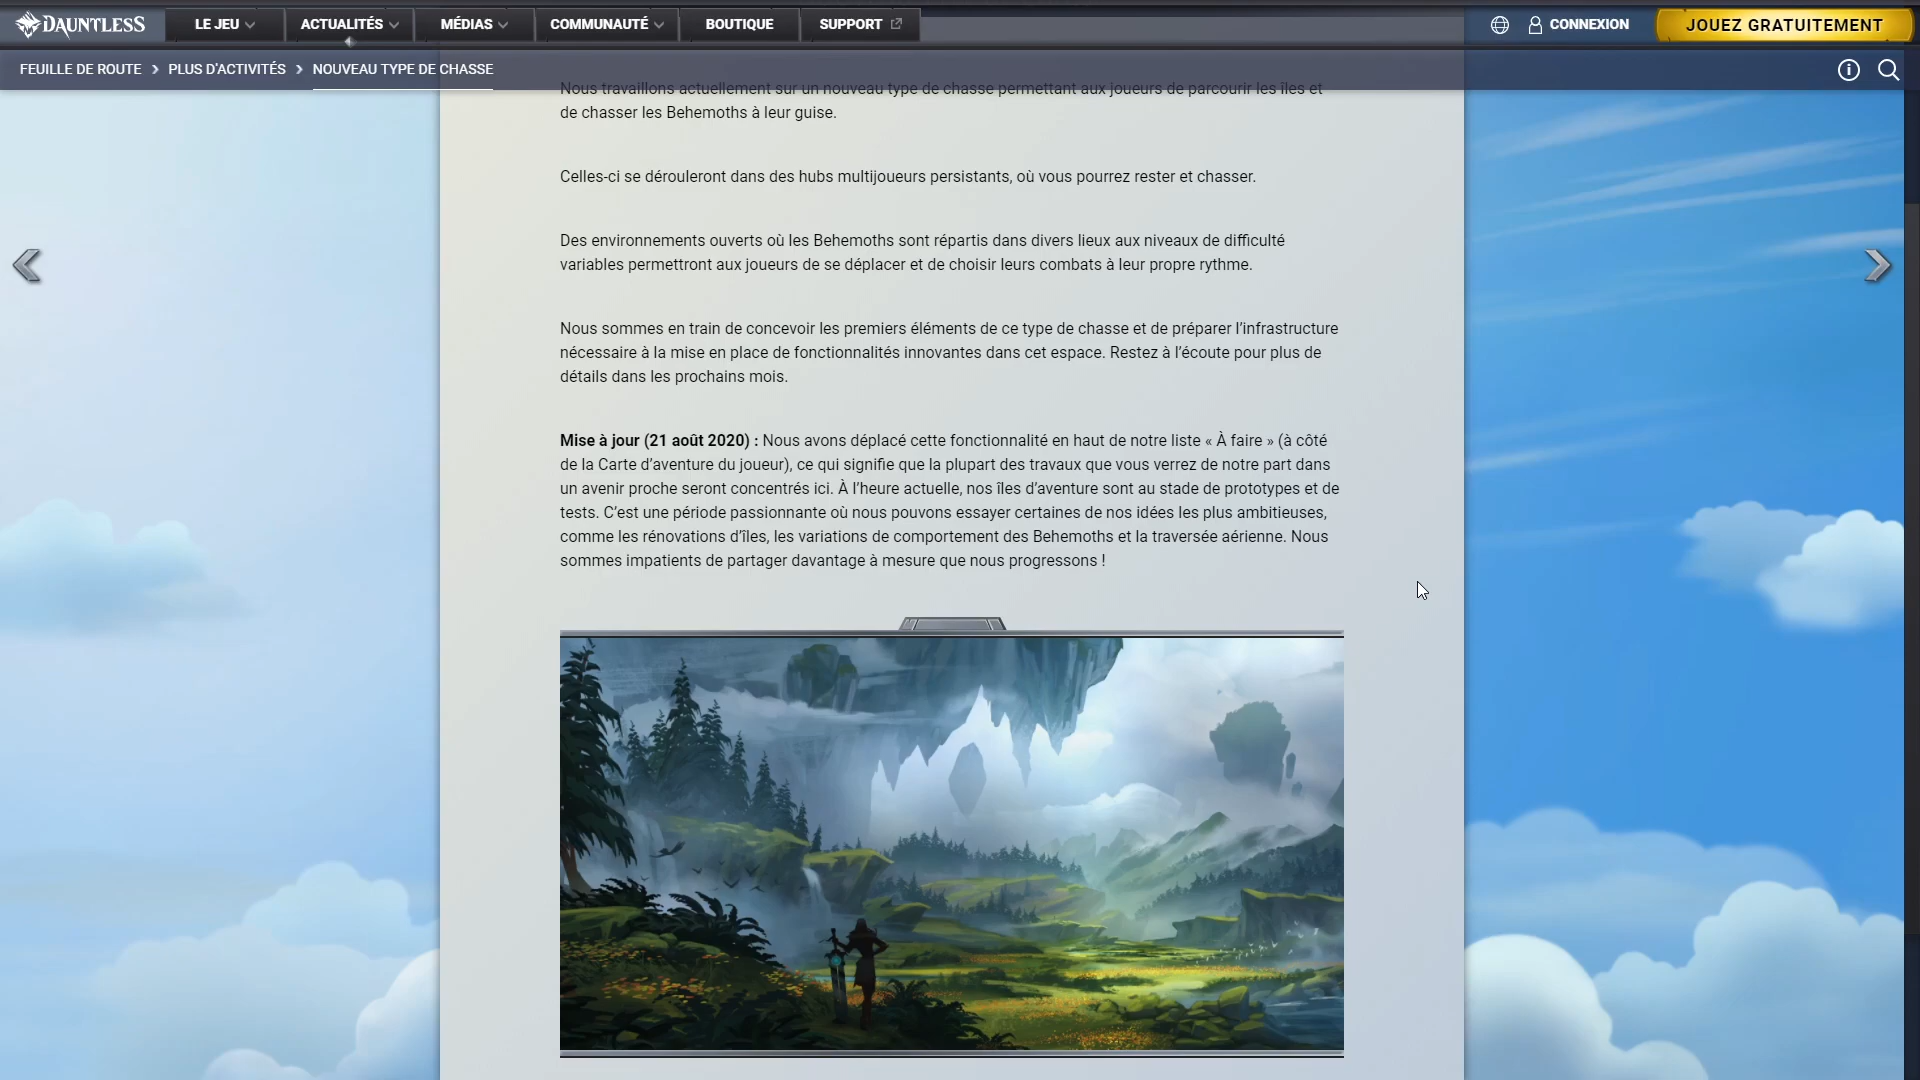 DAUNTLESS
LE JEU
ACTUALITÉS
MÉDIAS
COMMUNAUTÉ
BOUTIQUE
SUPPORT
CONNEXION
JOUEZ GRATUITEMENT
FEUILLE DE ROUTE > PLUS D'ACTIVITÉS > NOUVEAU TYPE DE CHASSE
Nous travaillons actuellement sur un nouveau type de chasse permettant aux joueurs de parcourir les îles et
de chasser les Behemoths à leur guise.
Celles-ci se dérouleront dans des hubs multijoueurs persistants, où vous pourrez rester et chasser.
Des environnements ouverts où les Behemoths sont répartis dans divers lieux aux niveaux de difficulté
variables permettront aux joueurs de se déplacer et de choisir leurs combats à leur propre rythme.
Nous sommes en train de concevoir les premiers éléments de ce type de chasse et de préparer l’infrastructure
nécessaire à la mise en place de fonctionnalités innovantes dans cet espace. Restez à l’écoute pour plus de
détails dans les prochains mois.
Mise à jour (21 août 2020) : Nous avons déplacé cette fonctionnalité en haut de notre liste « À faire » (à côté
de la Carte d’aventure du joueur), ce qui signifie que la plupart des travaux que vous verrez de notre part dans
un avenir proche seront concentrés ici. À l’heure actuelle, nos îles d’aventure sont au stade de prototypes et de
tests. C’est une période passionnante où nous pouvons essayer certaines de nos idées les plus ambitieuses,
comme les rénovations d’îles, les variations de comportement des Behemoths et la traversée aérienne. Nous
sommes impatients de partager davantage à mesure que nous progressons !